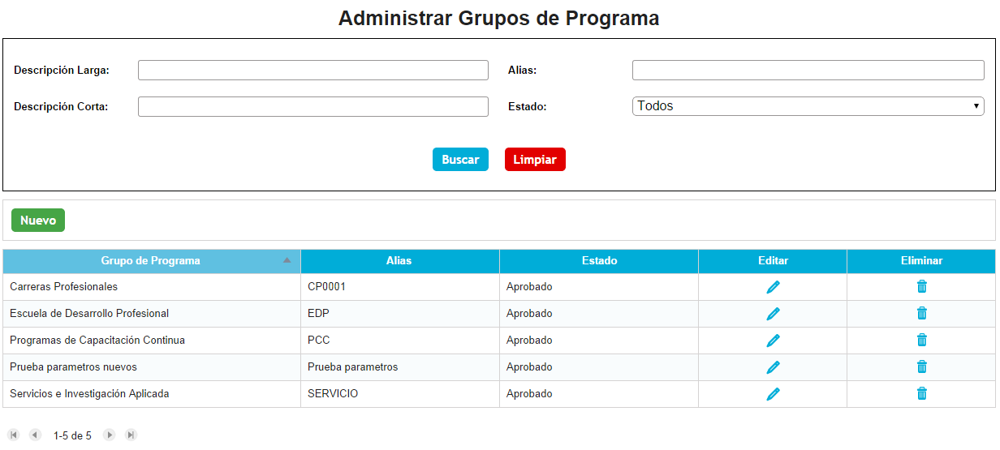 Administrar Grupos de Programa
Descripción Larga: Alias:
Descripción Corta: Estado: Todos
Buscar Limpiar
Nuevo
Grupo de Programa Alias Estado Editar Eliminar
Carreras Profesionales CP0001 Aprobado
Escuela de Desarrollo Profesional EDP Aprobado
Programas de Capacitación Continua PCC Aprobado
Prueba parametros nuevos Prueba parametros Aprobado
Servicios e Investigación Aplicada SERVICIO Aprobado
1-5 de 5